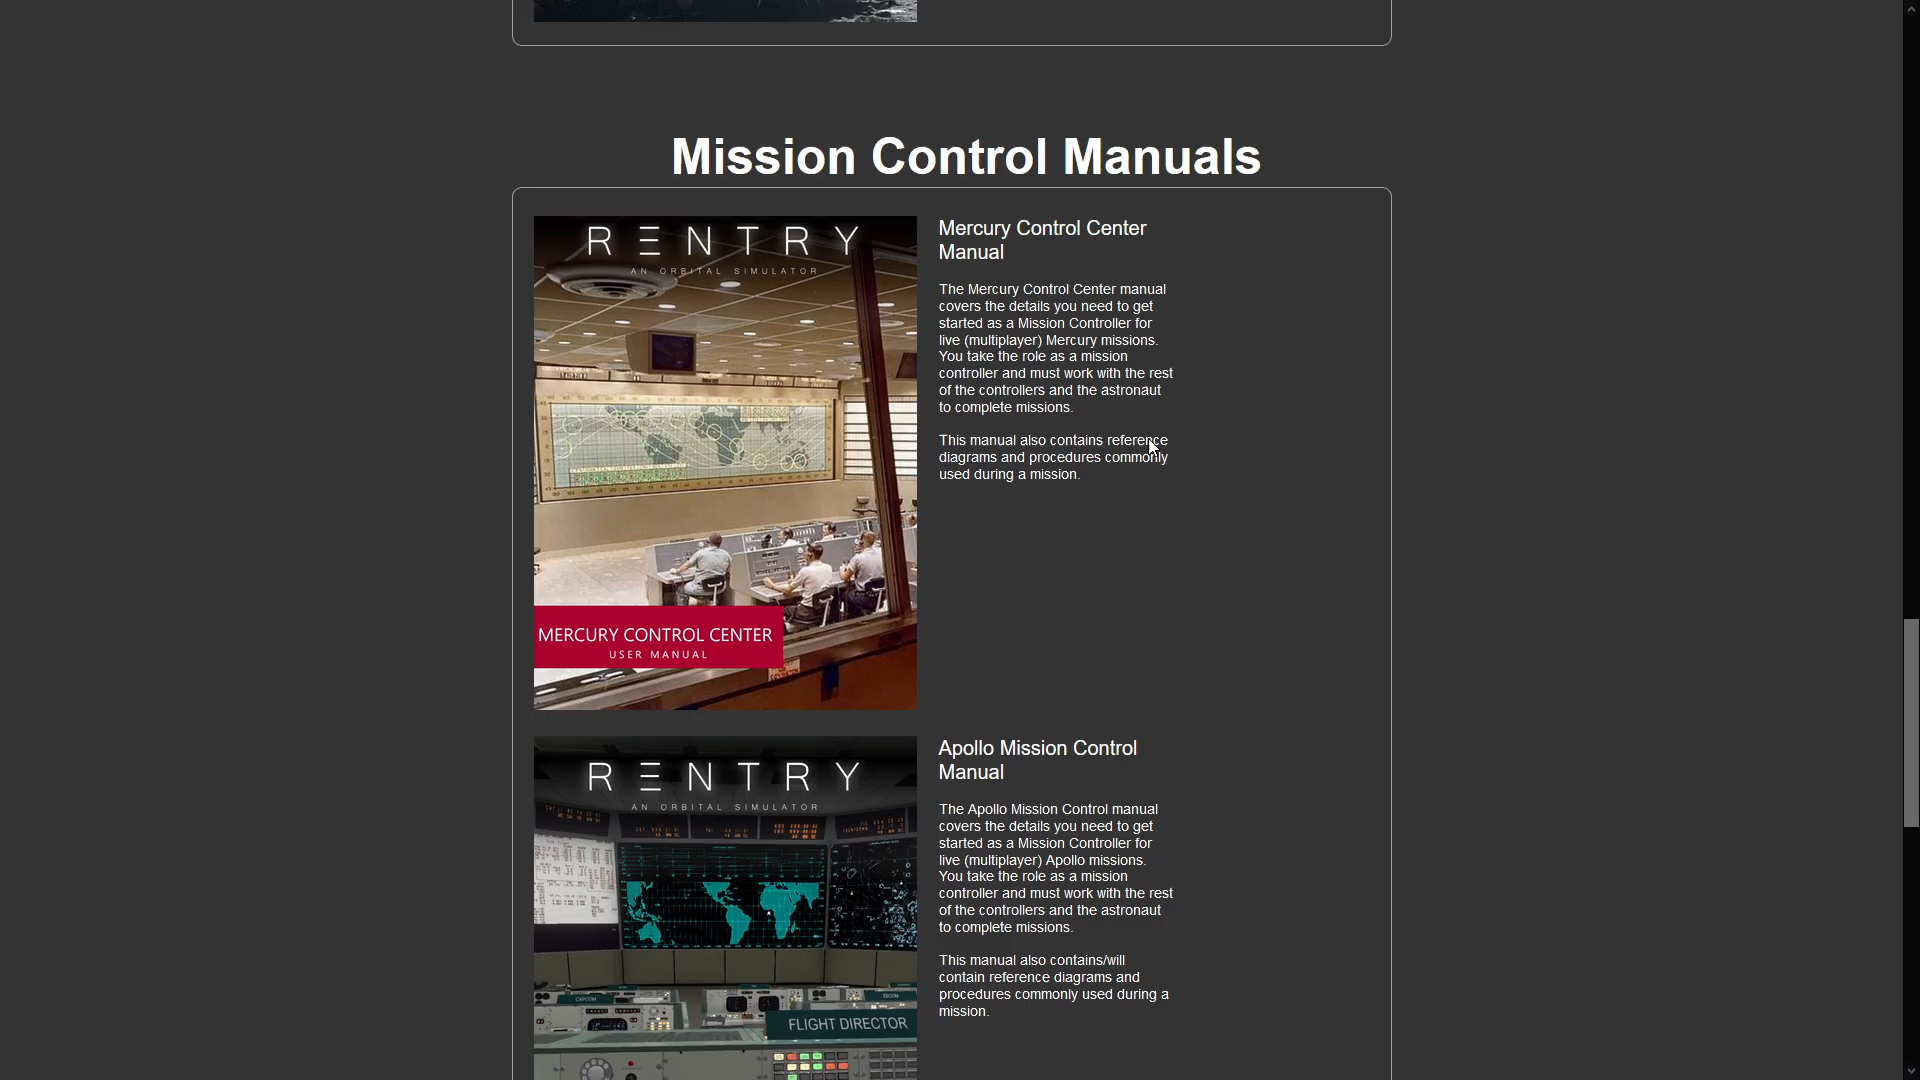 Mission Control Manuals
RΞNTRY
AN ORBITAL SIMULATOR
MERCURY CONTROL CENTER
USER MANUAL
Mercury Control Center
Manual
The Mercury Control Center manual
covers the details you need to get
started as a Mission Controller for
live (multiplayer) Mercury missions.
You take the role as a mission
controller and must work with the rest
of the controllers and the astronaut
to complete missions.
This manual also contains reference
diagrams and procedures commonly
used during a mission.
RΞNTRY
AN ORBITAL SIMULATOR
CAPCOM
FLIGHT DIRECTOR
Apollo Mission Control
Manual
The Apollo Mission Control manual
covers the details you need to get
started as a Mission Controller for
live (multiplayer) Apollo missions.
You take the role as a mission
controller and must work with the rest
of the controllers and the astronaut
to complete missions.
This manual also contains/will
contain reference diagrams and
procedures commonly used during a
mission.